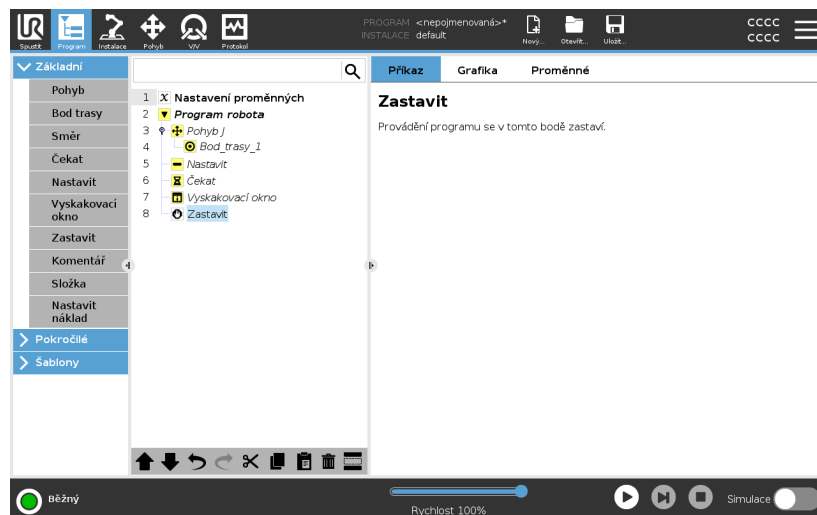 PROGRAM <nepojmenovaná>*
INSTALACE default
CCCC
CCCC
Spustit
Program
Instalace
Pohyb
V/V
Protokol
Nový...
Otevřít...
Uložit...
Základní
Pohyb
Bod trasy
Směr
Čekat
Nastavit
Vyskakovací
okno
Zastavit
Komentář
Složka
Nastavit
náklad
Pokročilé
Šablony
1 X Nastavení proměnných
2 Program robota
3 Pohyb J
4 Bod_trasy_1
5 Nastavit
6 Čekat
7 Vyskakovací okno
8 Zastavit
Příkaz Grafika Proměnné
Zastavit
Provádění programu se v tomto bodě zastaví.
Běžný
Rychlost 100%
Simulace